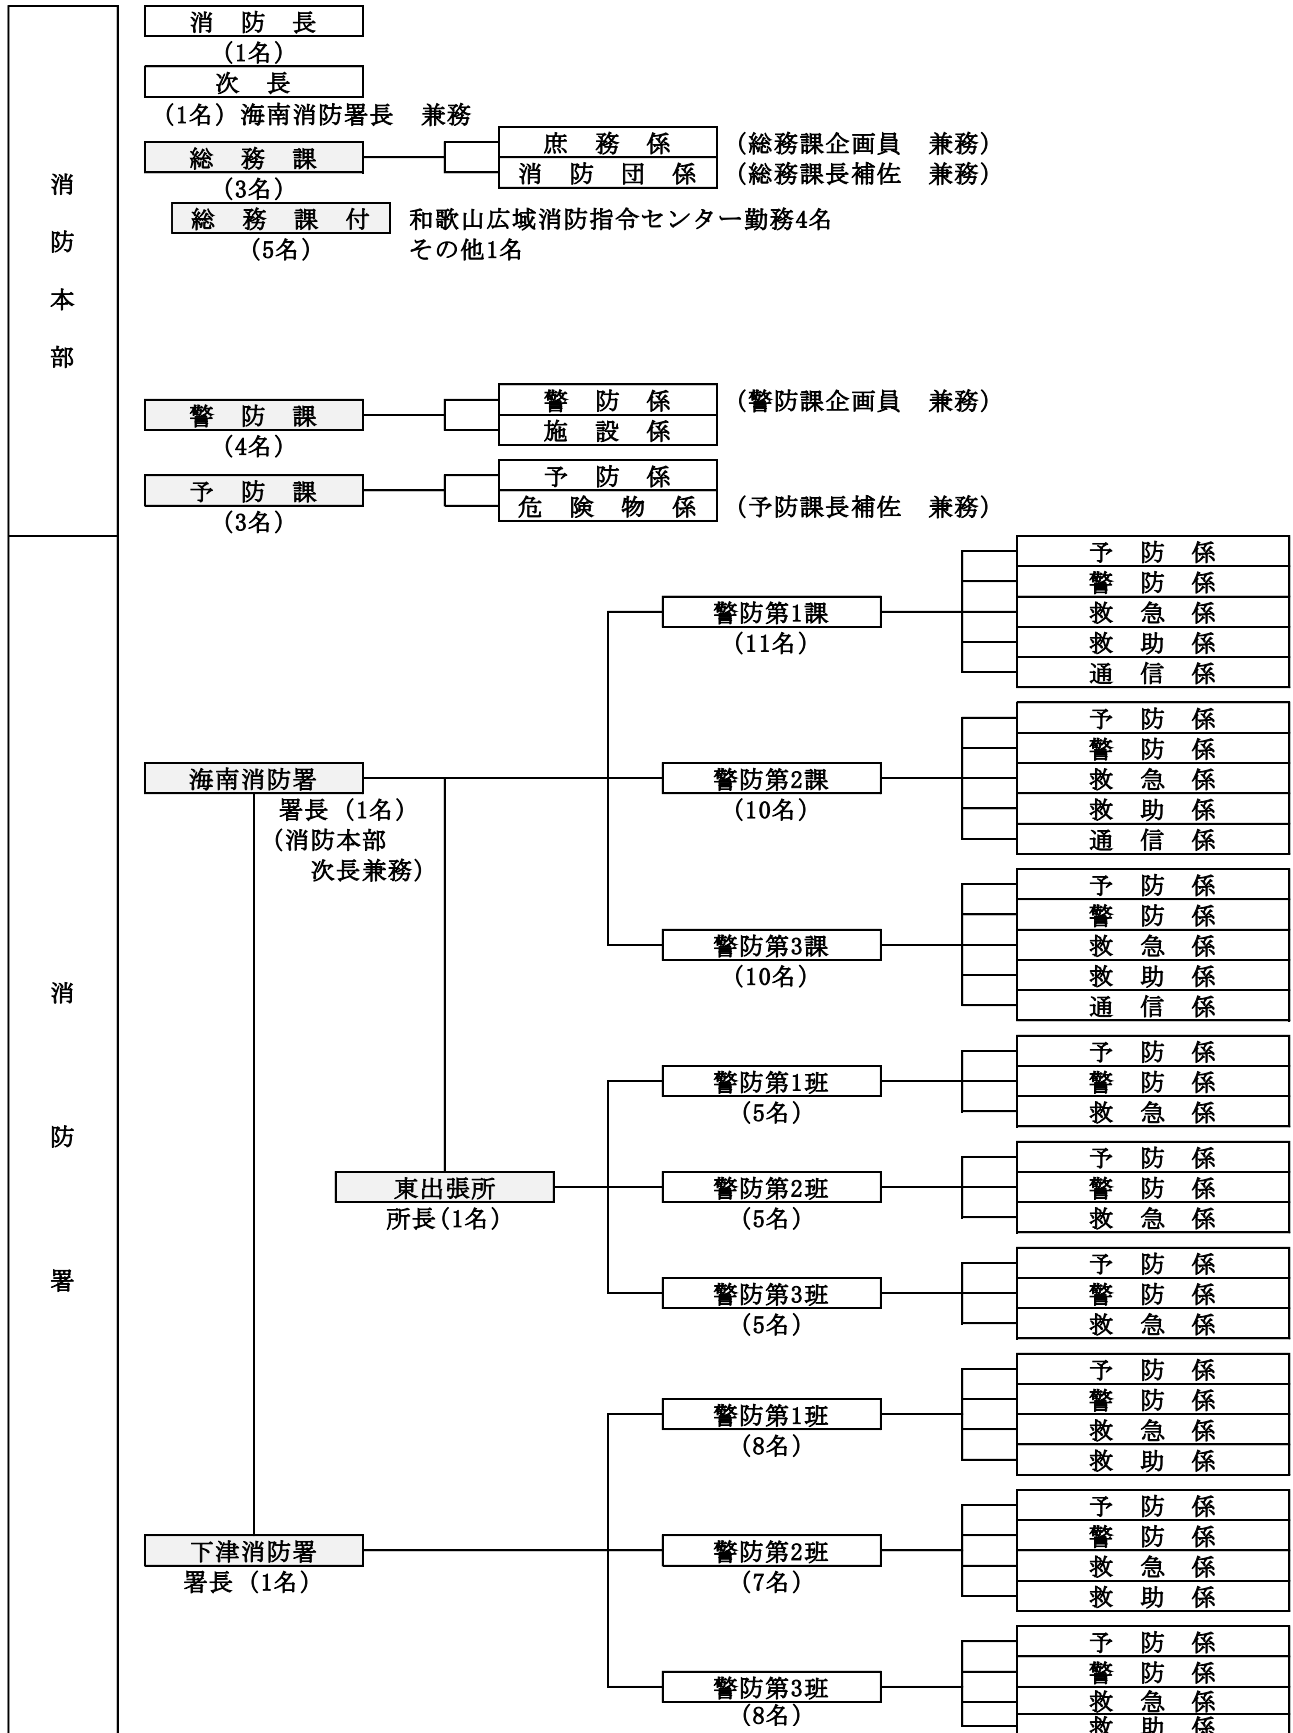 消防本部
消　防　長
(1名)
次　長
(1名) 海南消防署長　兼務
総　務　課
(3名)
庶　務　係
(総務課企画員　兼務)
消　防　団　係
(総務課長補佐　兼務)
総　務　課　付
(5名)
和歌山広域消防指令センター勤務4名
その他1名
警　防　課
(4名)
警　防　係
(警防課企画員　兼務)
施　設　係
予　防　課
(3名)
予　防　係
危　険　物　係
(予防課長補佐　兼務)
消防署
海南消防署
署長 (1名)
(消防本部
次長兼務)
警防第1課
(11名)
予　防　係
警　防　係
救　急　係
救　助　係
通　信　係
警防第2課
(10名)
予　防　係
警　防　係
救　急　係
救　助　係
通　信　係
警防第3課
(10名)
予　防　係
警　防　係
救　急　係
救　助　係
通　信　係
東出張所
所長(1名)
警防第1班
(5名)
予　防　係
警　防　係
救　急　係
警防第2班
(5名)
予　防　係
警　防　係
救　急　係
警防第3班
(5名)
予　防　係
警　防　係
救　急　係
下津消防署
署長 (1名)
警防第1班
(8名)
予　防　係
警　防　係
救　急　係
救　助　係
警防第2班
(7名)
予　防　係
警　防　係
救　急　係
救　助　係
警防第3班
(8名)
予　防　係
警　防　係
救　急　係
救　助　係